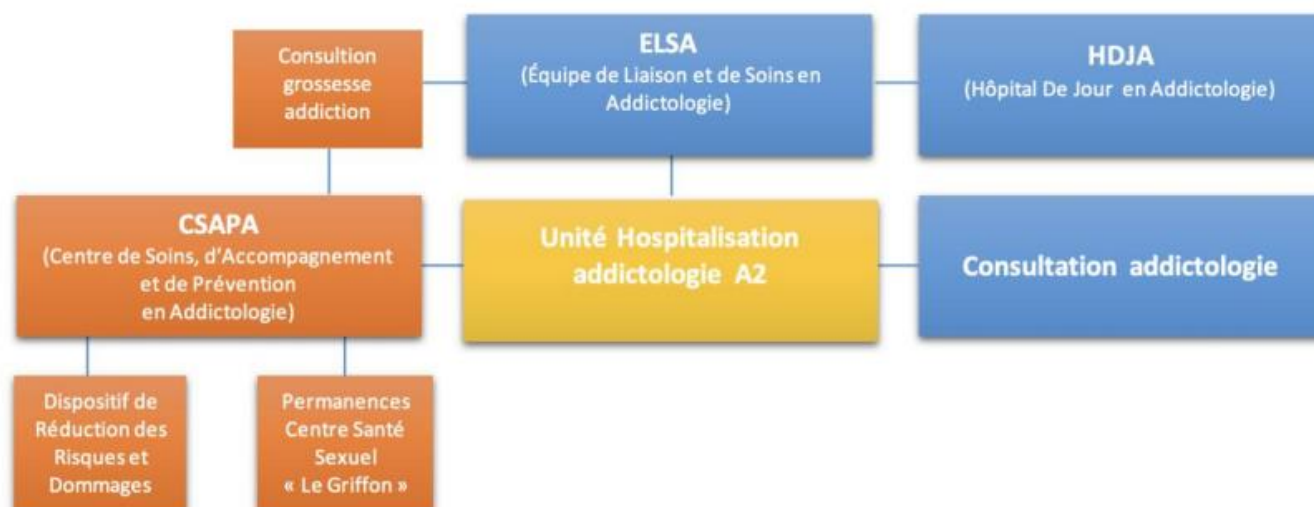 Consultion
grossesse
addiction
ELSA
(Équipe de Liaison et de Soins en
Addictologie)
HDJA
(Hôpital De Jour en Addictologie)
CSAPA
(Centre de Soins, d'Accompagnement
et de Prévention
en Addictologie)
Unité Hospitalisation
addictologie A2
Consultation addictologie
Dispositif de
Réduction des
Risques et
Dommages
Permanences
Centre Santé
Sexuel
« Le Griffon »